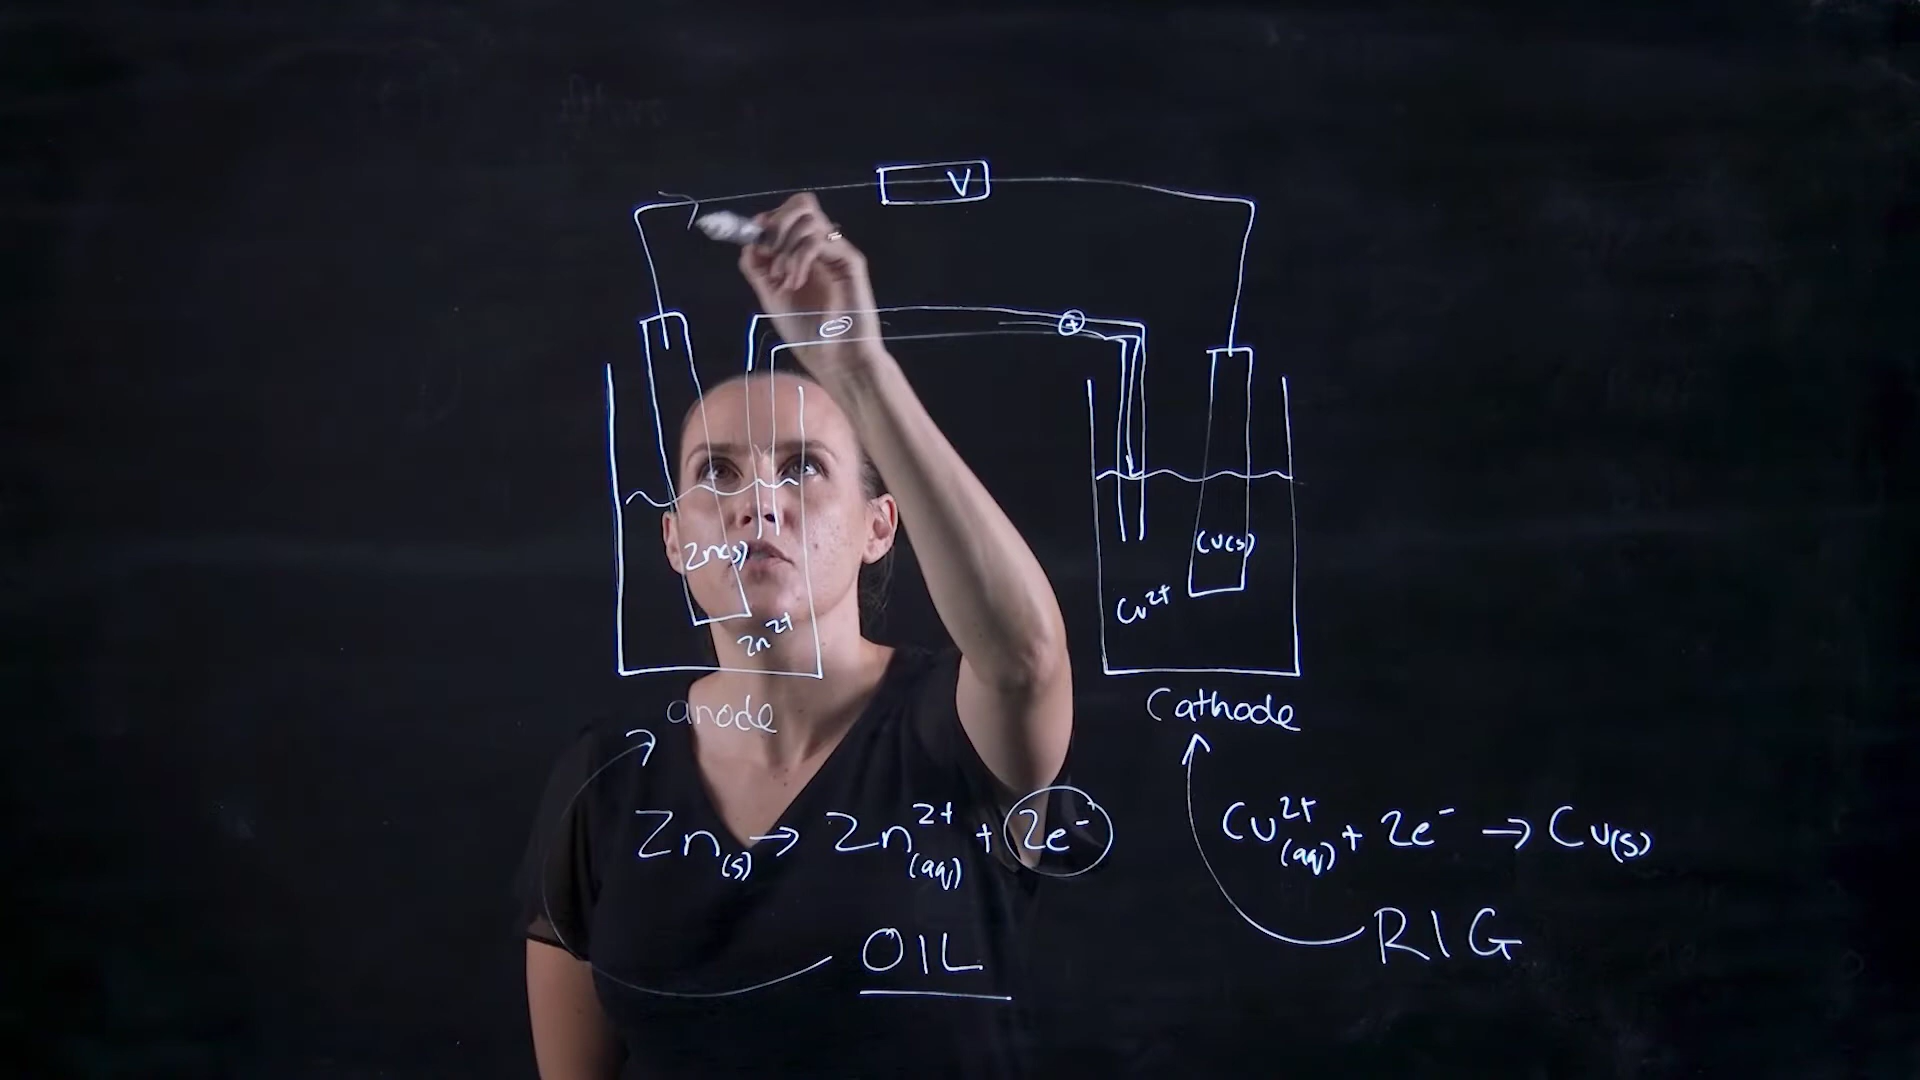 V
− +
Zn(s)
Cu(s)
Cu²⁺
Zn²⁺
anode
Cathode
Zn(s) → Zn²⁺(aq) + 2e⁻
Cu²⁺(aq) + 2e⁻ → Cu(s)
OIL
RIG